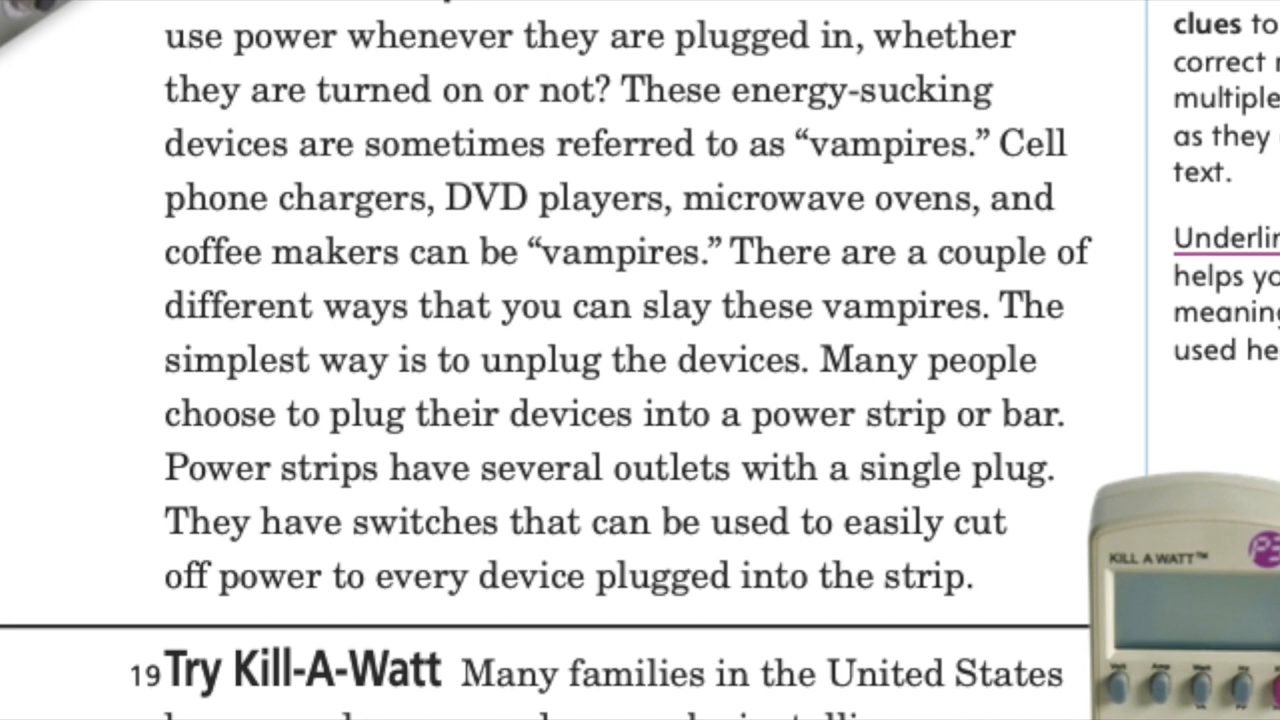 use power whenever they are plugged in, whether
they are turned on or not? These energy-sucking
devices are sometimes referred to as “vampires.” Cell
phone chargers, DVD players, microwave ovens, and
coffee makers can be “vampires.” There are a couple of
different ways that you can slay these vampires. The
simplest way is to unplug the devices. Many people
choose to plug their devices into a power strip or bar.
Power strips have several outlets with a single plug.
They have switches that can be used to easily cut
off power to every device plugged into the strip.
19 Try Kill-A-Watt Many families in the United States
clues to
correct
multiple
as they
text.
helps
used
KILL A WATT™